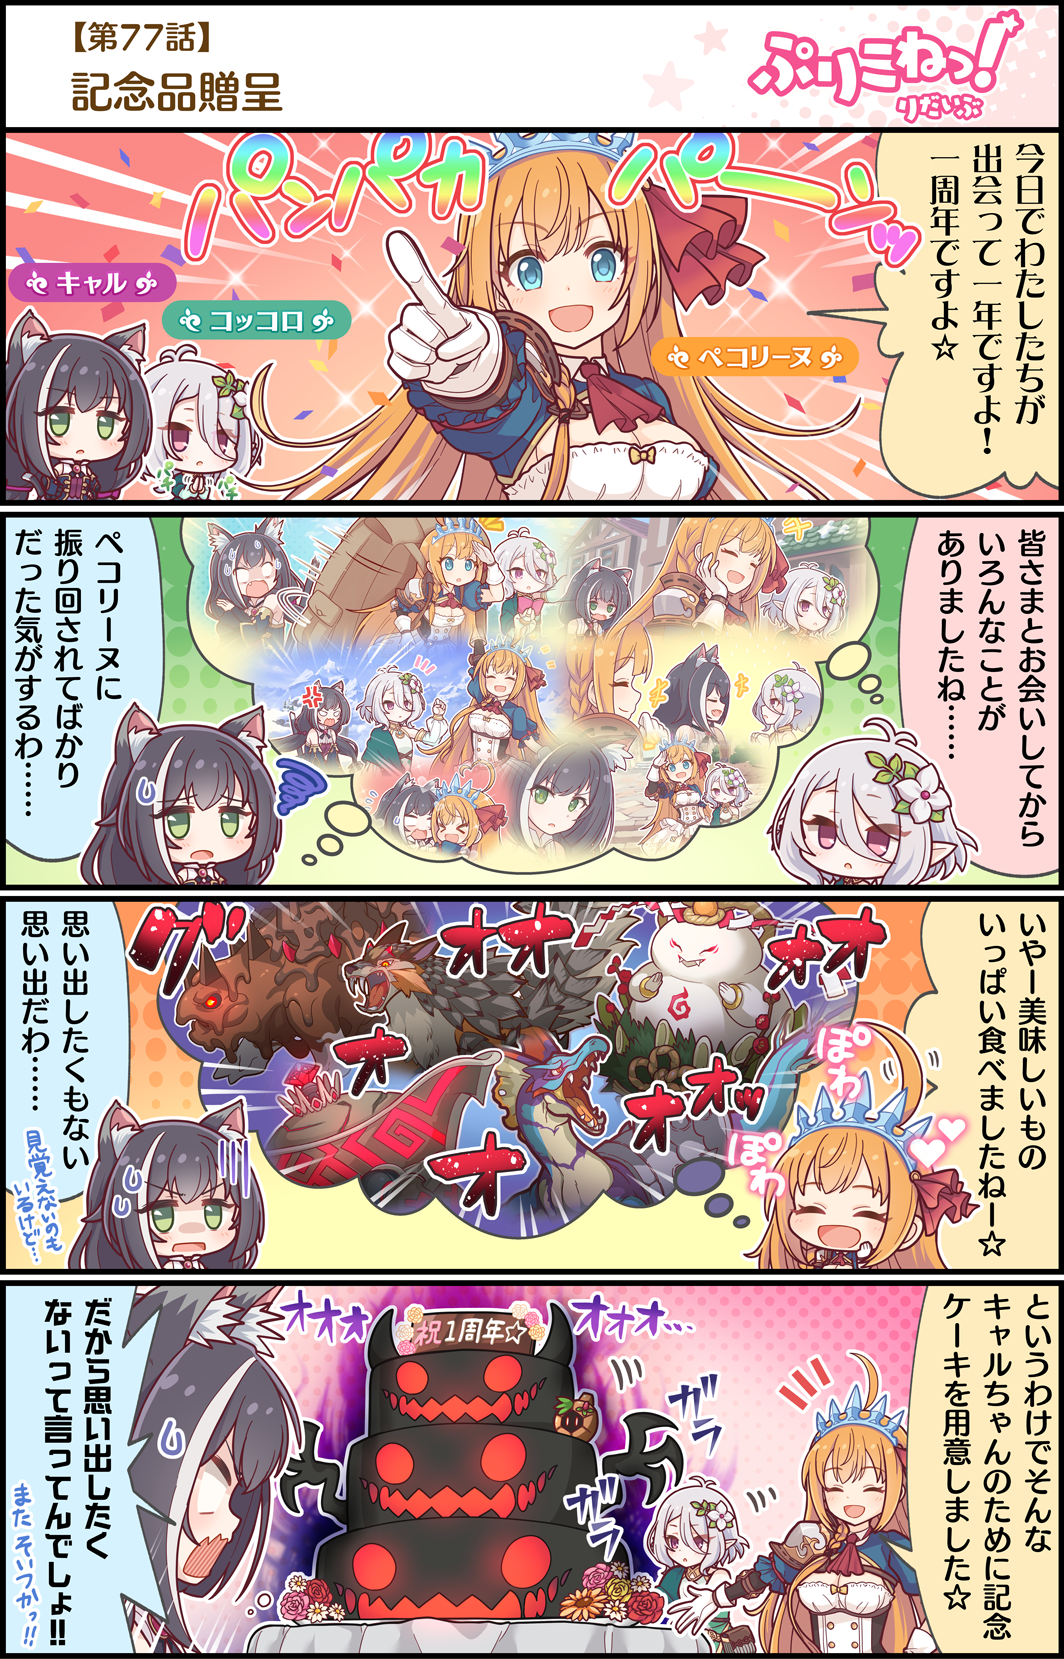 【第77話】
記念品贈呈
ぷりこねっ!
りだいぶ
パンパカ
パーンッ
今日でわたしたちが
出会って一年ですよ!
一周年ですよ☆
キャル
コッコロ
ペコリーヌ
パチ
パチ
皆さまとお会いしてから
いろんなことが
ありましたね……
ペコリーヌに
振り回されてばかり
だった気がするわ……
いやー美味しいもの
いっぱい食べましたねー☆
グ
オオ
オオ
オ
オ
オオッ
ぽわ
ぽわ
思い出したくもない
思い出だわ……
見覚えないのも
いるけど…
というわけでそんな
キャルちゃんのために記念
ケーキを用意しました☆
オオオ
オオオ…
祝1周年☆
ガラ
ガラ
だから思い出したく
ないって言ってんでしょ!!
またそいつかっ!!